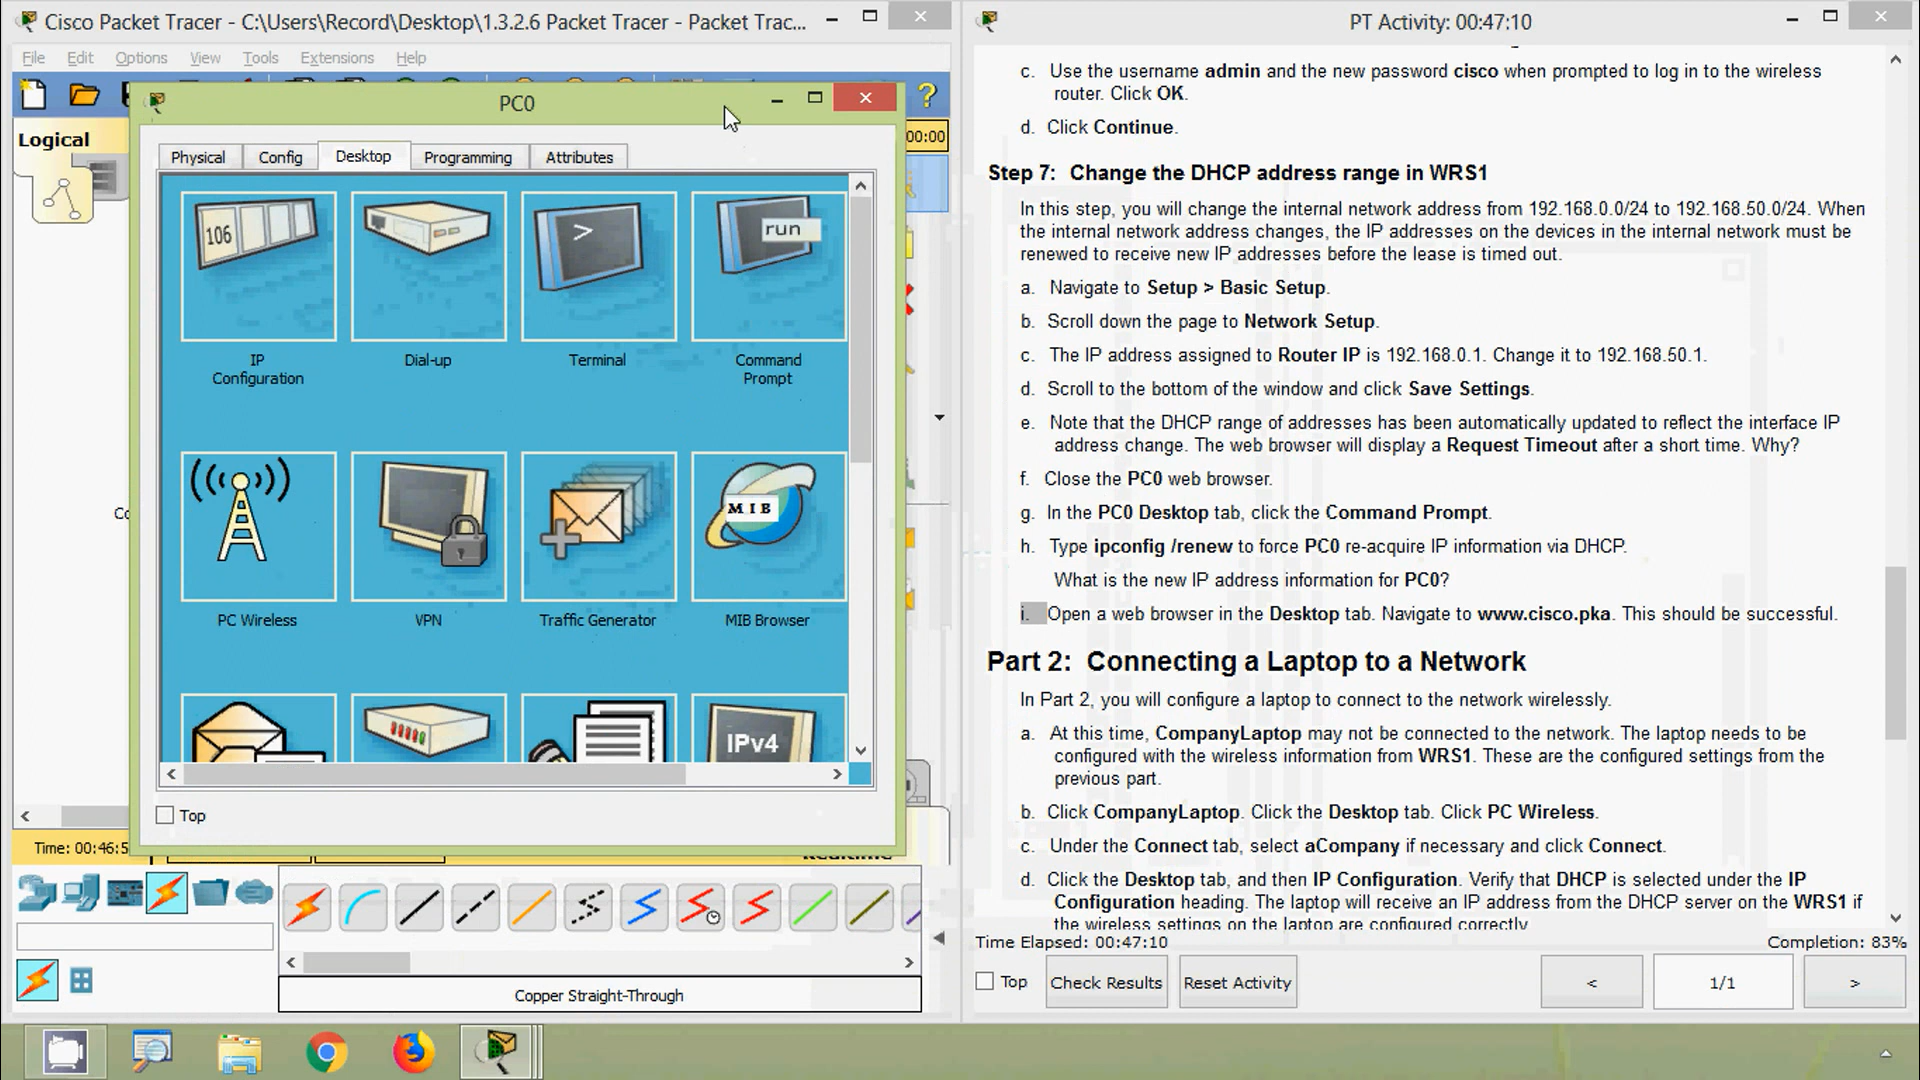 Cisco Packet Tracer - C:\Users\Record\Desktop\1.3.2.6 Packet Tracer - Packet Trac...
File Edit Options View Tools Extensions Help
Logical
00:00
PC0
Physical Config Desktop Programming Attributes
106
>
run
IP
Configuration
Dial-up
Terminal
Command
Prompt
MIB
PC Wireless
VPN
Traffic Generator
MIB Browser
IPv4
Top
Time: 00:46:5
Realtime
Copper Straight-Through
PT Activity: 00:47:10
c. Use the username admin and the new password cisco when prompted to log in to the wireless
router. Click OK.
d. Click Continue.
Step 7: Change the DHCP address range in WRS1
In this step, you will change the internal network address from 192.168.0.0/24 to 192.168.50.0/24. When
the internal network address changes, the IP addresses on the devices in the internal network must be
renewed to receive new IP addresses before the lease is timed out.
a. Navigate to Setup > Basic Setup.
b. Scroll down the page to Network Setup.
c. The IP address assigned to Router IP is 192.168.0.1. Change it to 192.168.50.1.
d. Scroll to the bottom of the window and click Save Settings.
e. Note that the DHCP range of addresses has been automatically updated to reflect the interface IP
address change. The web browser will display a Request Timeout after a short time. Why?
f. Close the PC0 web browser.
g. In the PC0 Desktop tab, click the Command Prompt.
h. Type ipconfig /renew to force PC0 re-acquire IP information via DHCP.
What is the new IP address information for PC0?
i. Open a web browser in the Desktop tab. Navigate to www.cisco.pka. This should be successful.
Part 2: Connecting a Laptop to a Network
In Part 2, you will configure a laptop to connect to the network wirelessly.
a. At this time, CompanyLaptop may not be connected to the network. The laptop needs to be
configured with the wireless information from WRS1. These are the configured settings from the
previous part.
b. Click CompanyLaptop. Click the Desktop tab. Click PC Wireless.
c. Under the Connect tab, select aCompany if necessary and click Connect.
d. Click the Desktop tab, and then IP Configuration. Verify that DHCP is selected under the IP
Configuration heading. The laptop will receive an IP address from the DHCP server on the WRS1 if
the wireless settings on the laptop are configured correctly
Time Elapsed: 00:47:10
Completion: 83%
Top
Check Results
Reset Activity
<
1/1
>